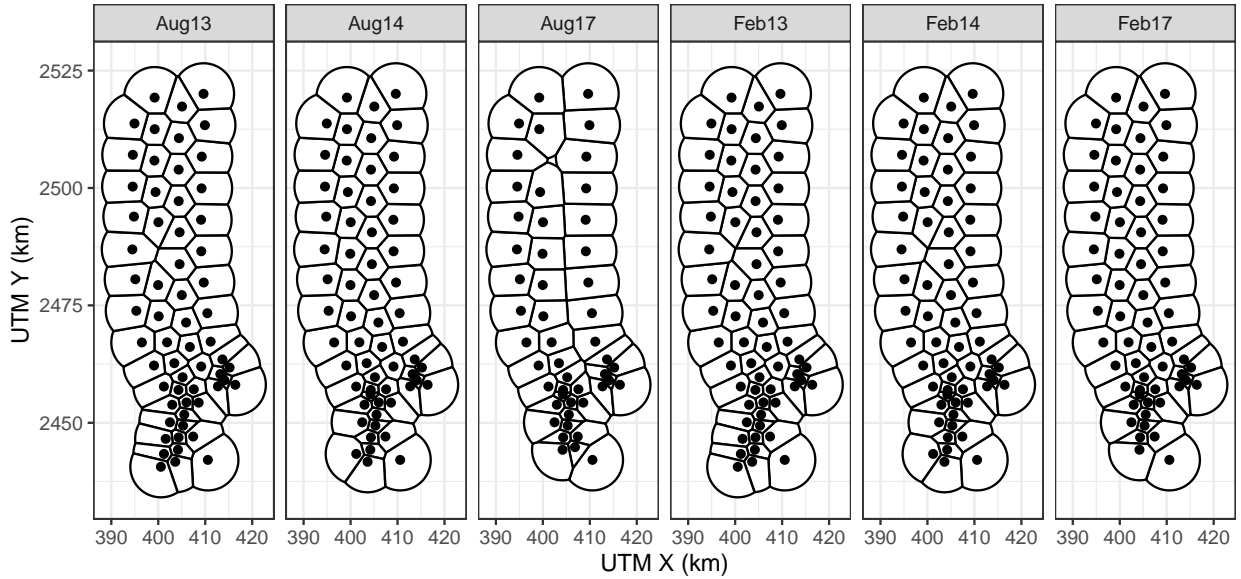 Aug13 Aug14 Aug17 Feb13 Feb14 Feb17
2525
2500
2475
2450
UTM Y (km)
390 400 410 420 390 400 410 420 390 400 410 420 390 400 410 420 390 400 410 420 390 400 410 420
UTM X (km)